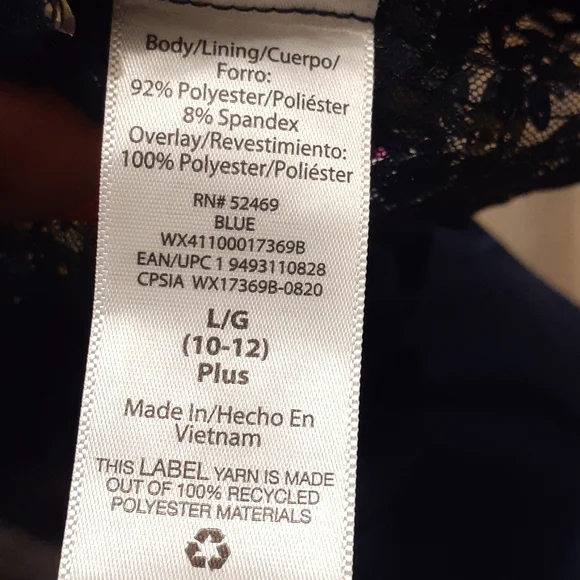 Body/Lining/Cuerpo/
Forro:
92% Polyester/Poliéster
8% Spandex
Overlay/Revestimiento:
100% Polyester/Poliéster
RN# 52469
BLUE
WX41100017369B
EAN/UPC 1 9493110828
CPSIA WX17369B-0820
L/G
(10-12)
Plus
Made In/Hecho En
Vietnam
THIS LABEL YARN IS MADE
OUT OF 100% RECYCLED
POLYESTER MATERIALS